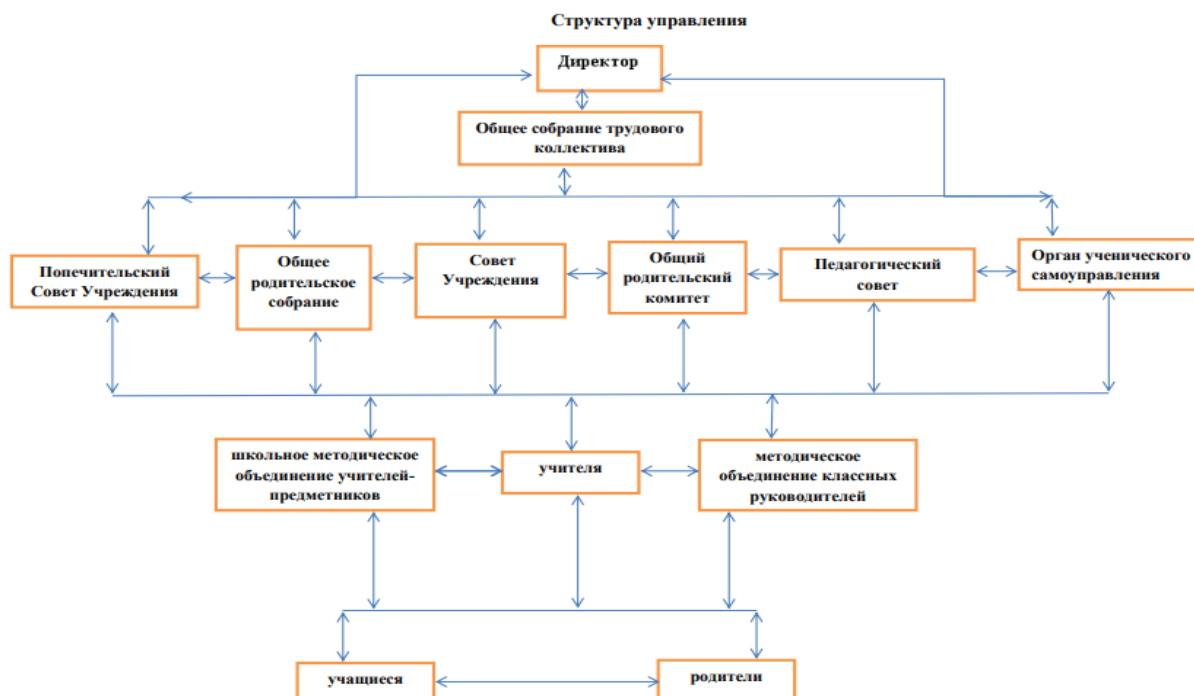 Структура управления
Директор
Общее собрание трудового
коллектива
Попечительский
Совет Учреждения
Общее
родительское
собрание
Совет
Учреждения
Общий
родительский
комитет
Педагогический
совет
Орган ученического
самоуправления
школьное методическое
объединение учителей-
предметников
учителя
методическое
объединение классных
руководителей
учащиеся
родители